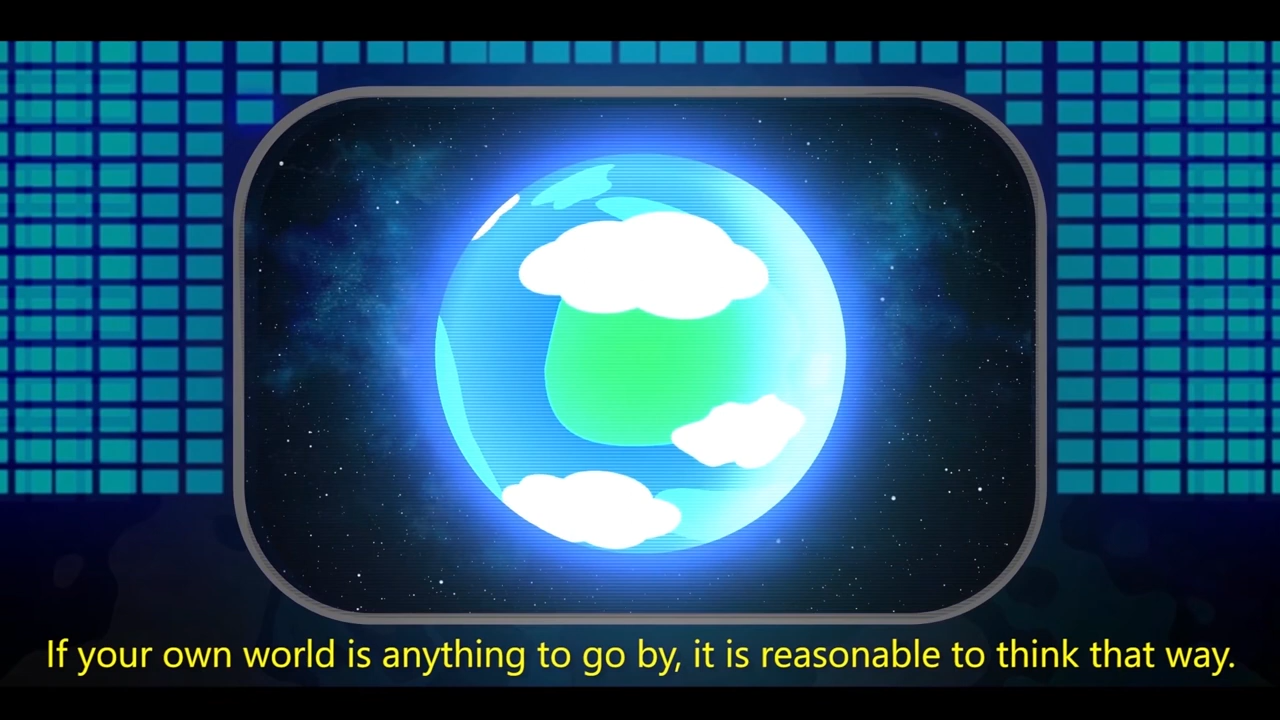 If your own world is anything to go by, it is reasonable to think that way.